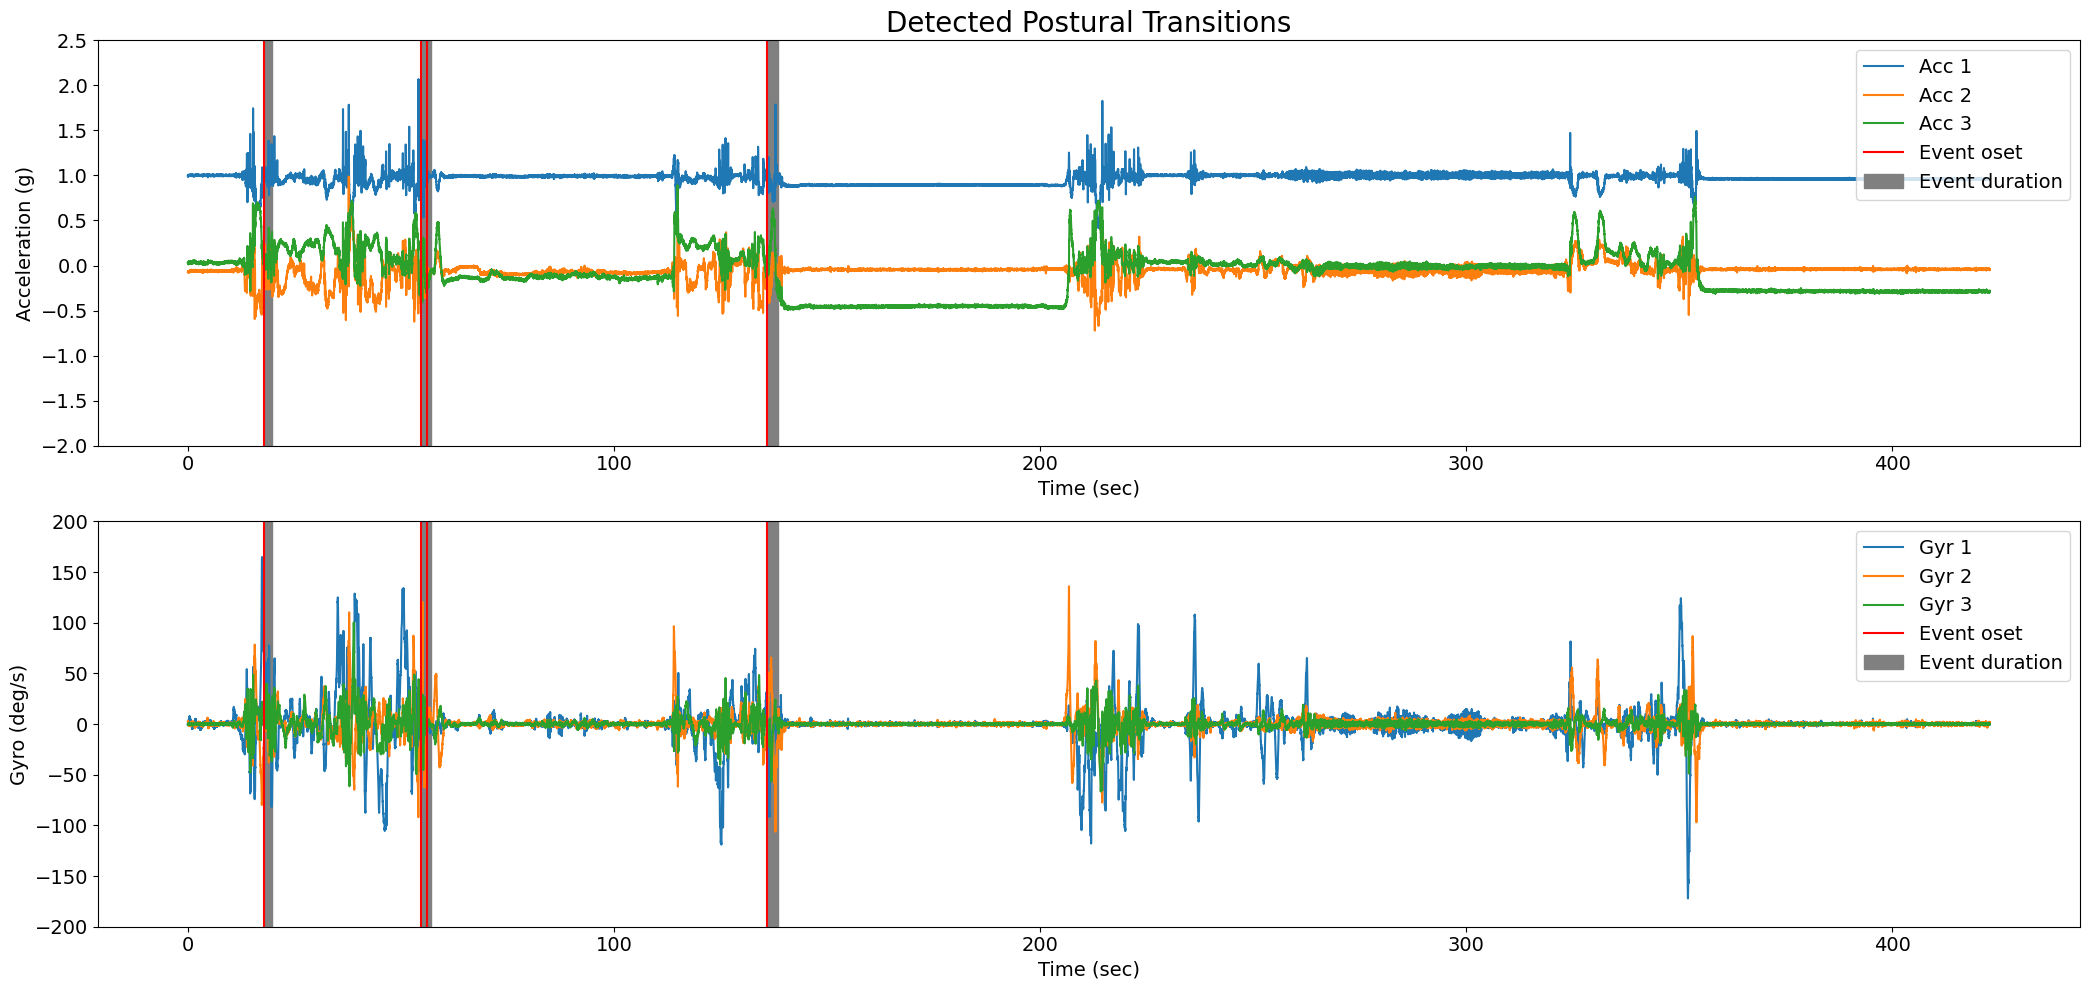 Detected Postural Transitions
2.5
2.0
1.5
1.0
0.5
0.0
−0.5
−1.0
−1.5
−2.0
Acceleration (g)
Acc 1
Acc 2
Acc 3
Event oset
Event duration
0
100
200
300
400
Time (sec)
200
150
100
50
0
−50
−100
−150
−200
Gyro (deg/s)
Gyr 1
Gyr 2
Gyr 3
Event oset
Event duration
0
100
200
300
400
Time (sec)